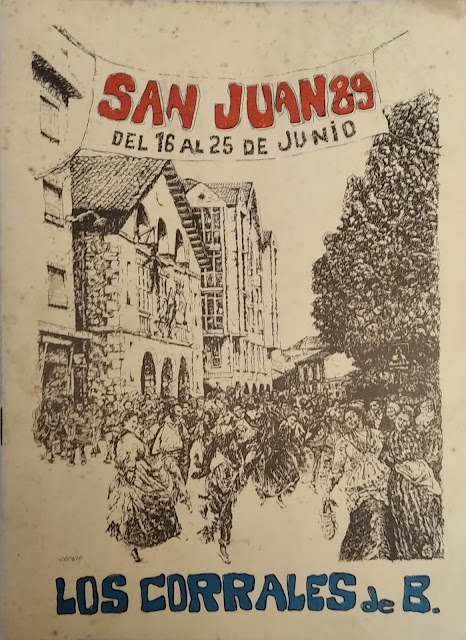 SAN JUAN 89
DEL 16 AL 25 DE JUNIO
LOS CORRALES de B.